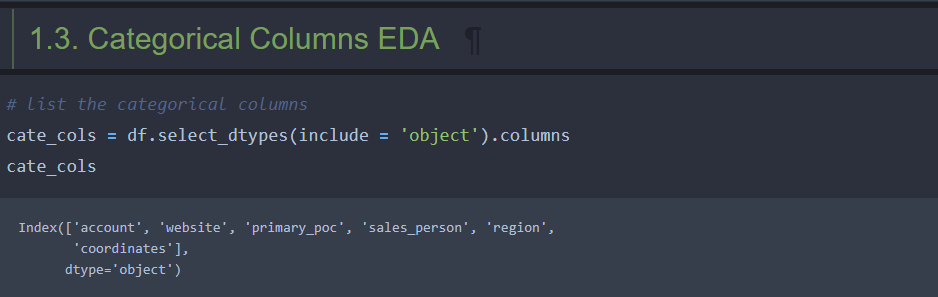 1.3. Categorical Columns EDA ¶
# list the categorical columns
cate_cols = df.select_dtypes(include = 'object').columns
cate_cols
Index(['account', 'website', 'primary_poc', 'sales_person', 'region',
       'coordinates'],
      dtype='object')